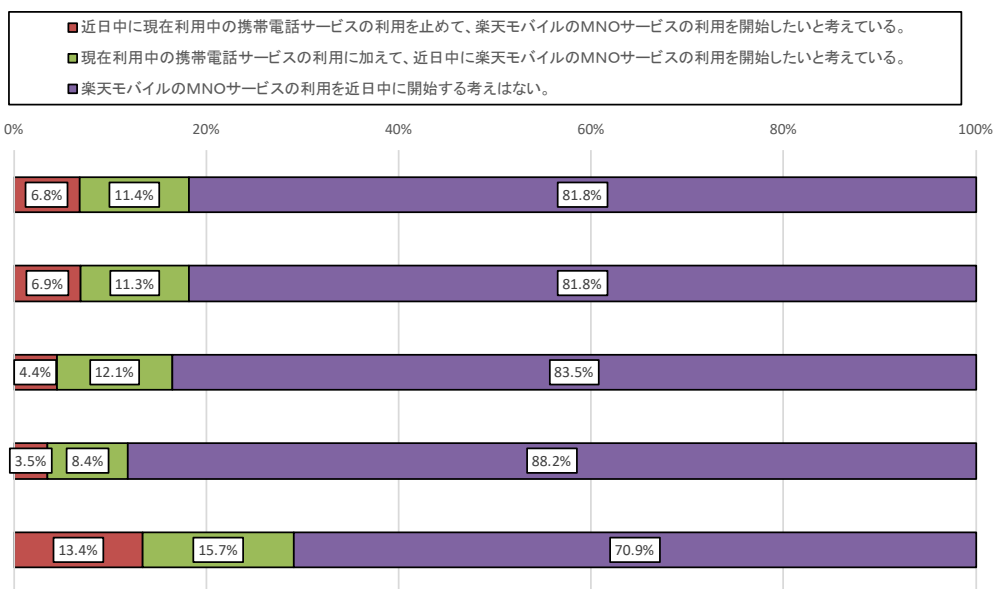 近日中に現在利用中の携帯電話サービスの利用を止めて、楽天モバイルのMNOサービスの利用を開始したいと考えている。
現在利用中の携帯電話サービスの利用に加えて、近日中に楽天モバイルのMNOサービスの利用を開始したいと考えている。
楽天モバイルのMNOサービスの利用を近日中に開始する考えはない。
0% 20% 40% 60% 80% 100%
6.8% 11.4% 81.8%
6.9% 11.3% 81.8%
4.4% 12.1% 83.5%
3.5% 8.4% 88.2%
13.4% 15.7% 70.9%